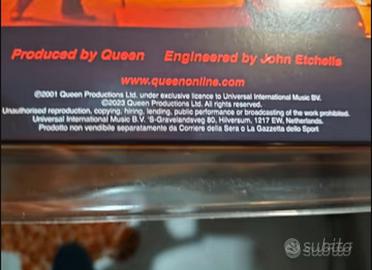 Produced by Queen Engineered by John Etchells
www.queenonline.com
℗2001 Queen Productions Ltd. under exclusive licence to Universal International Music BV.
©2023 Queen Productions Ltd. All rights reserved.
Unauthorised reproduction, copying, hiring, lending, public performance or broadcasting of the work prohibited.
Universal International Music B.V. 'S-Gravelandseweg 80, Hilversum, 1217 EW, Netherlands.
Prodotto non vendibile separatamente da Corriere della Sera o La Gazzetta dello Sport
subito
subito